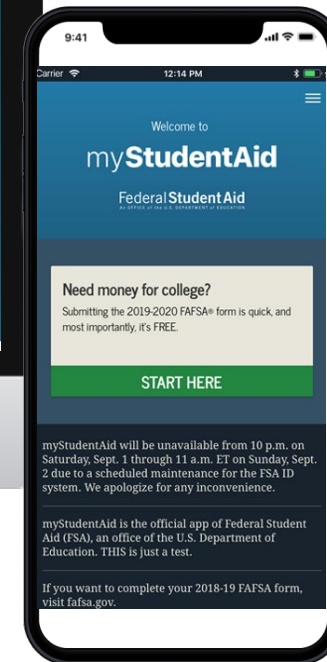 9:41
Carrier 12:14 PM
Welcome to
myStudentAid
Federal Student Aid
An OFFICE of the U.S. DEPARTMENT of EDUCATION
Need money for college?
Submitting the 2019-2020 FAFSA® form is quick, and
most importantly, it's FREE.
START HERE
myStudentAid will be unavailable from 10 p.m. on
Saturday, Sept. 1 through 11 a.m. ET on Sunday, Sept.
2 due to a scheduled maintenance for the FSA ID
system. We apologize for any inconvenience.
myStudentAid is the official app of Federal Student
Aid (FSA), an office of the U.S. Department of
Education. THIS is just a test.
If you want to complete your 2018-19 FAFSA form,
visit fafsa.gov.